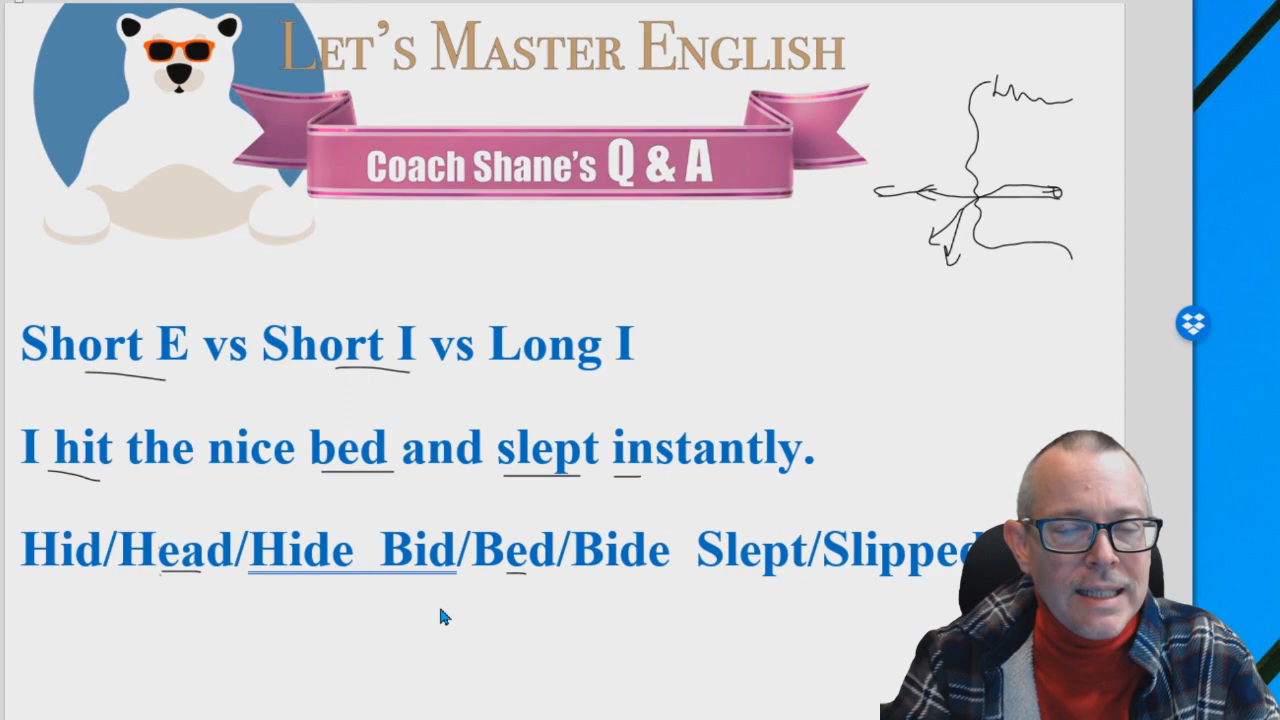 LET'S MASTER ENGLISH
Coach Shane's Q & A
Short E vs Short I vs Long I
I hit the nice bed and slept instantly.
Hid/Head/Hide Bid/Bed/Bide Slept/Slipped